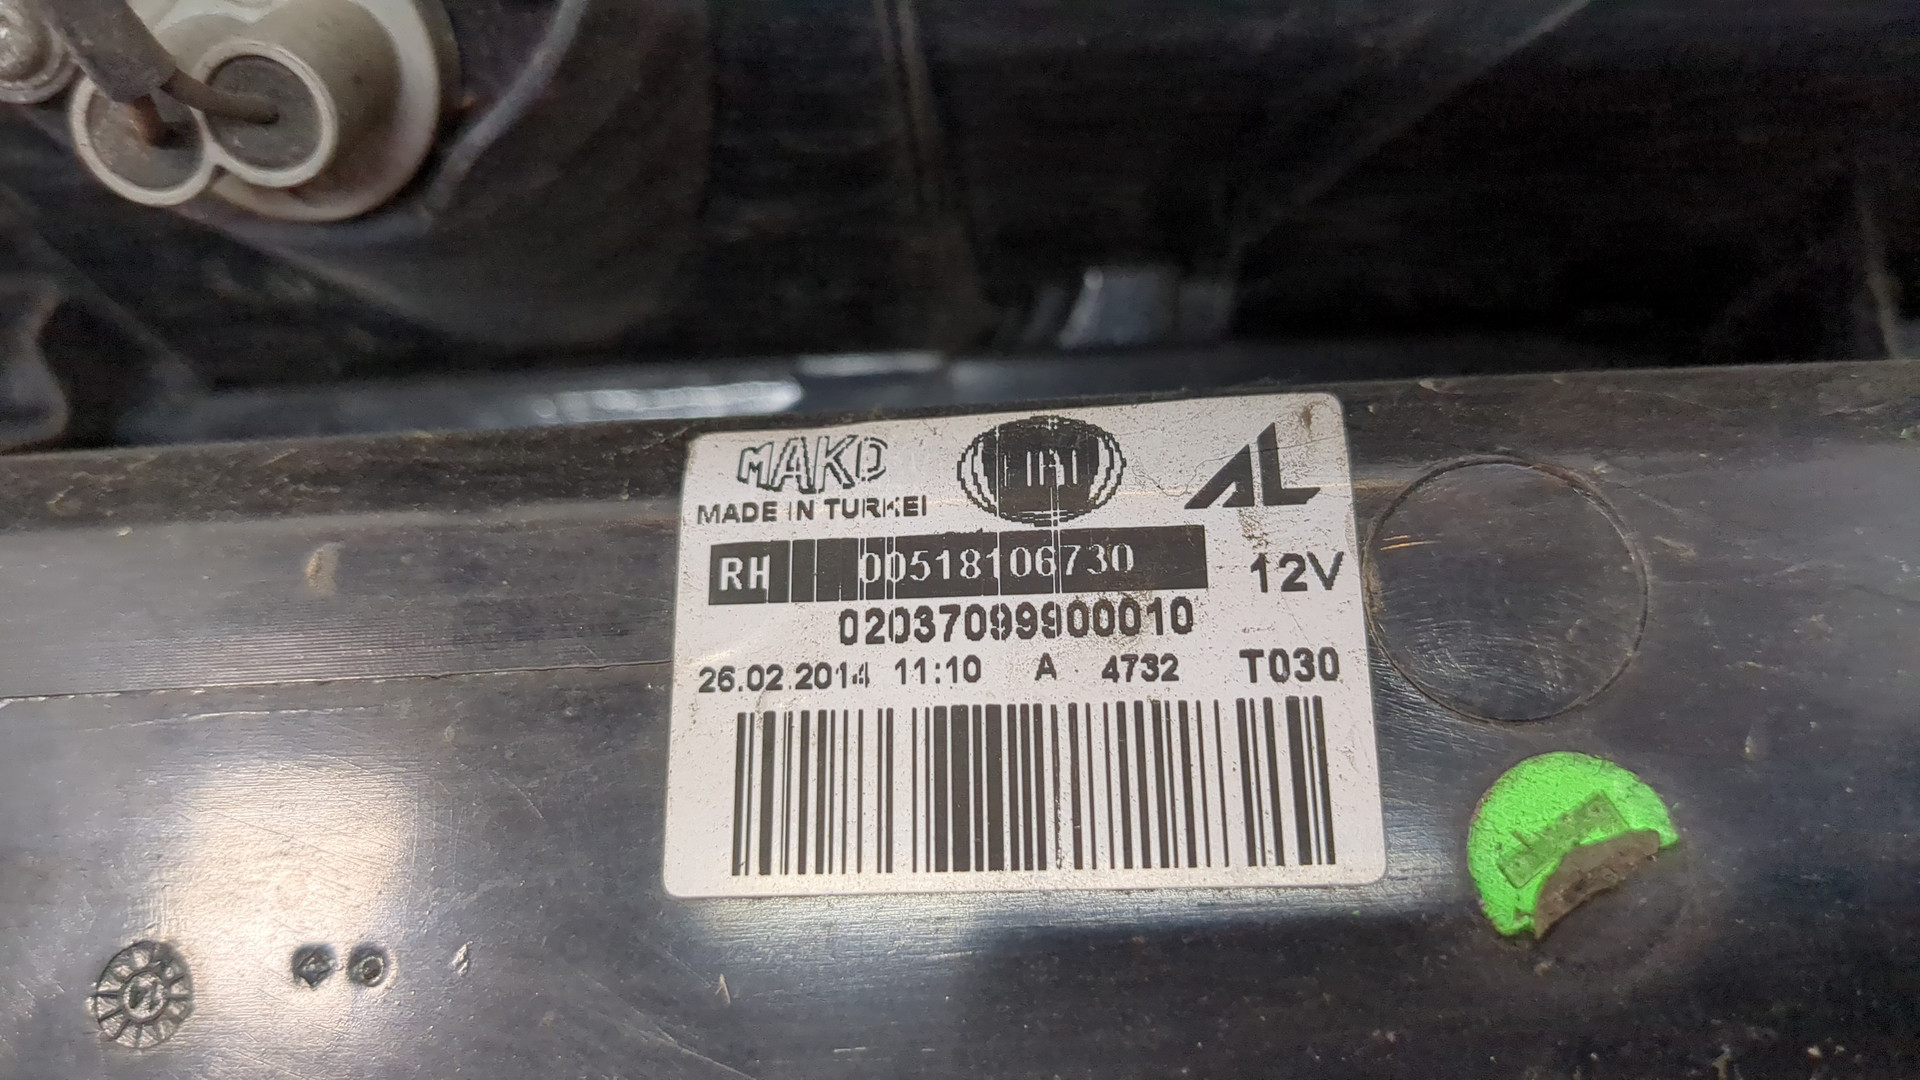 MAKO
FIAT
AL
MADE IN TURKEI
RH 00518106730 12V
02037099900010
26.02.2014 11:10 A 4732 T030